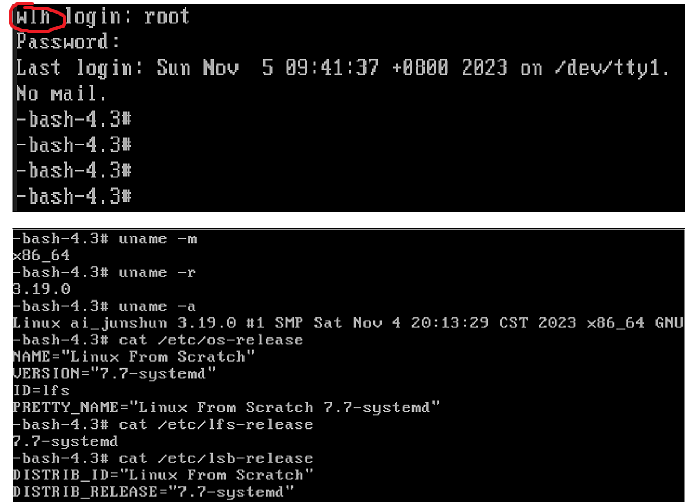 wlh login: root
Password:
Last login: Sun Nov  5 09:41:37 +0800 2023 on /dev/tty1.
No mail.
-bash-4.3#
-bash-4.3#
-bash-4.3#
-bash-4.3#
-bash-4.3# uname -m
x86_64
-bash-4.3# uname -r
3.19.0
-bash-4.3# uname -a
Linux ai_junshun 3.19.0 #1 SMP Sat Nov 4 20:13:29 CST 2023 x86_64 GNU
-bash-4.3# cat /etc/os-release
NAME="Linux From Scratch"
VERSION="7.7-systemd"
ID=lfs
PRETTY_NAME="Linux From Scratch 7.7-systemd"
-bash-4.3# cat /etc/lfs-release
7.7-systemd
-bash-4.3# cat /etc/lsb-release
DISTRIB_ID="Linux From Scratch"
DISTRIB_RELEASE="7.7-systemd"